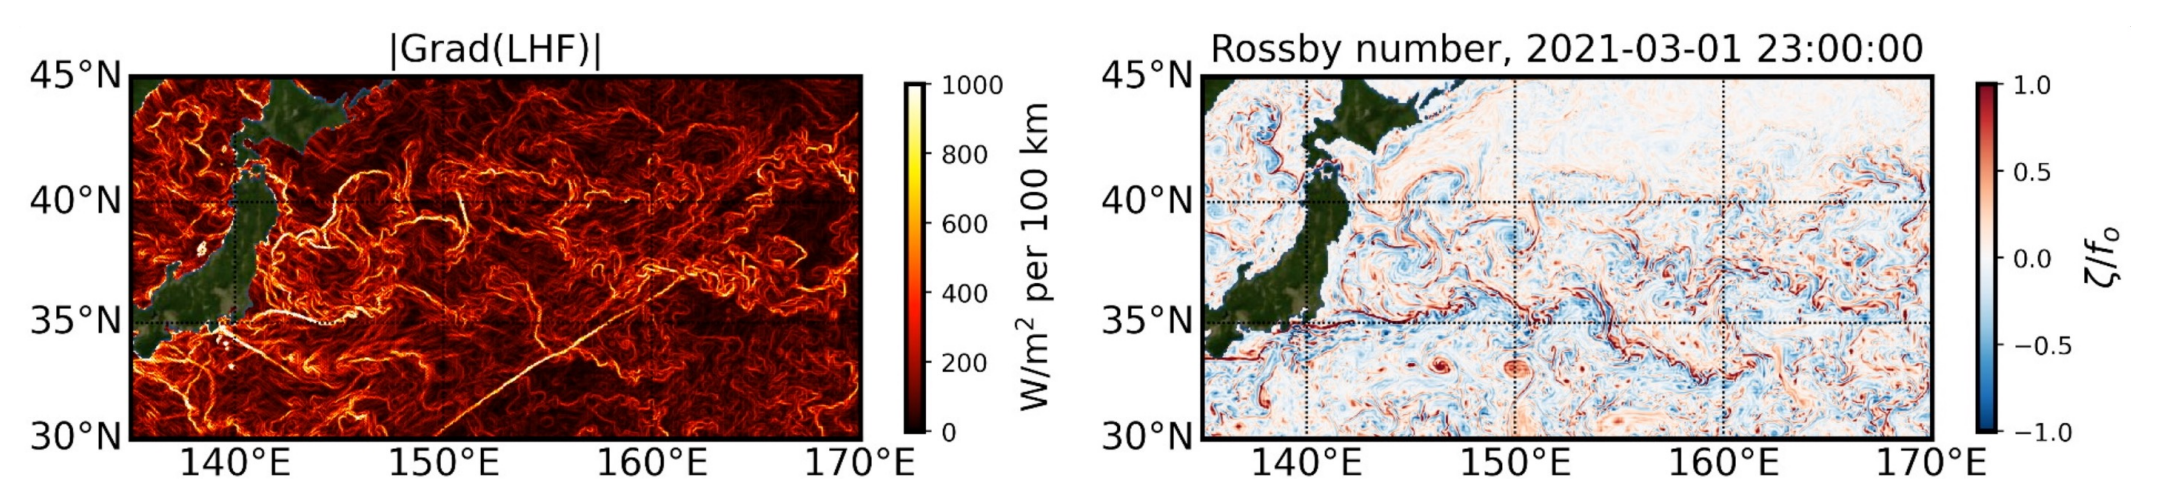 |Grad(LHF)|
45°N
40°N
35°N
30°N
140°E 150°E 160°E 170°E
1000
800
600
400
200
0
W/m² per 100 km
Rossby number, 2021-03-01 23:00:00
45°N
40°N
35°N
30°N
140°E 150°E 160°E 170°E
1.0
0.5
0.0
−0.5
−1.0
ζ/fₒ